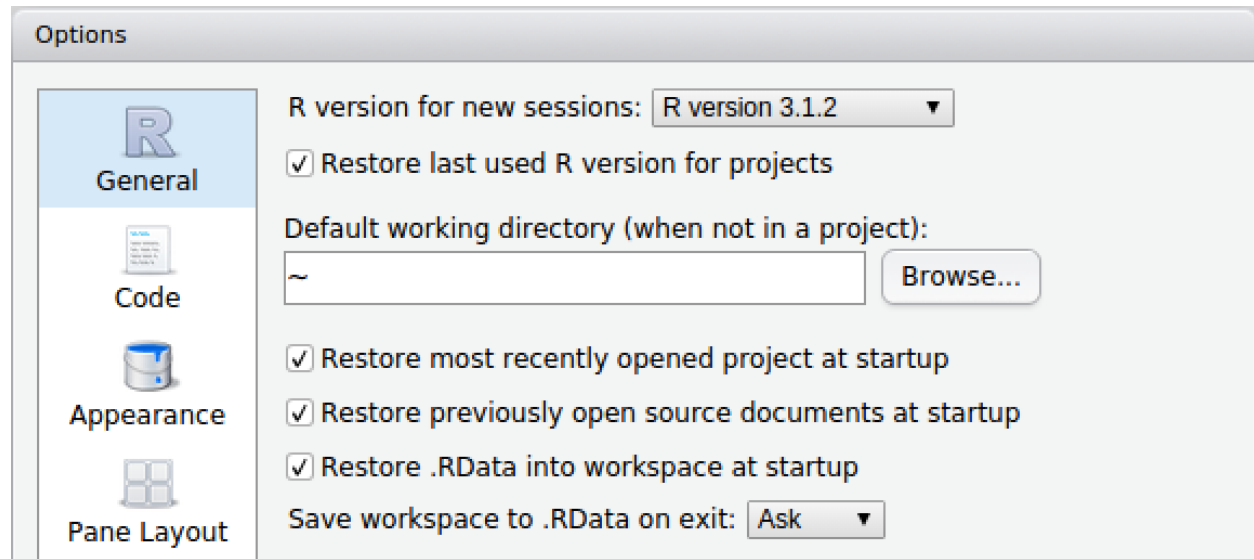 Options
R
General
Code
Appearance
Pane Layout
R version for new sessions: R version 3.1.2
Restore last used R version for projects
Default working directory (when not in a project):
~ Browse...
Restore most recently opened project at startup
Restore previously open source documents at startup
Restore .RData into workspace at startup
Save workspace to .RData on exit: Ask